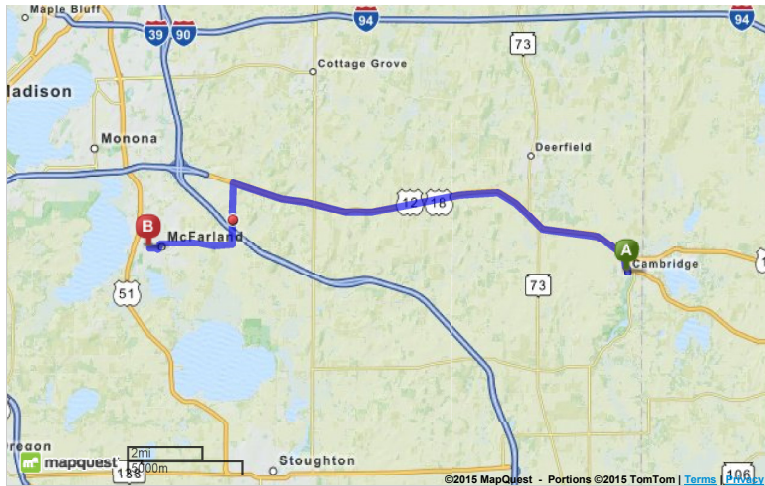 Maple Bluff
39 90
94
94
73
Cottage Grove
adison
Monona
Deerfield
12 18
B
McFarland
A
Cambridge
51
73
regon
mapquest
2mi
5000m
138
Stoughton
106
©2015 MapQuest - Portions ©2015 TomTom | Terms | Privacy